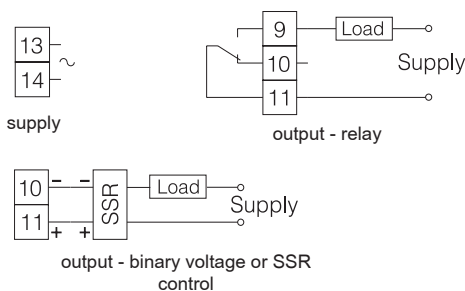 13
14
~
supply
9
Load
10
Supply
11
output - relay
10
- -
SSR
Load
11
+ +
Supply
output - binary voltage or SSR
control